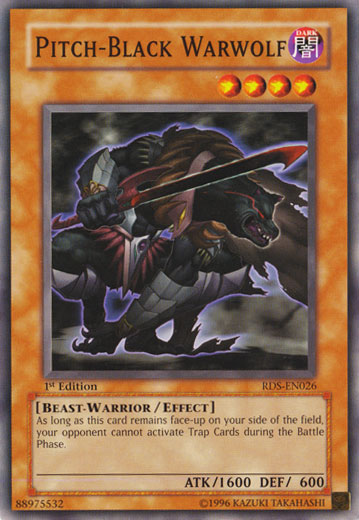 PITCH-BLACK WARWOLF
DARK
闇
1st Edition
RDS-EN026
[BEAST-WARRIOR/EFFECT]
As long as this card remains face-up on your side of the field,
your opponent cannot activate Trap Cards during the Battle
Phase.
ATK/1600 DEF/ 600
88975532
©1996 KAZUKI TAKAHASHI